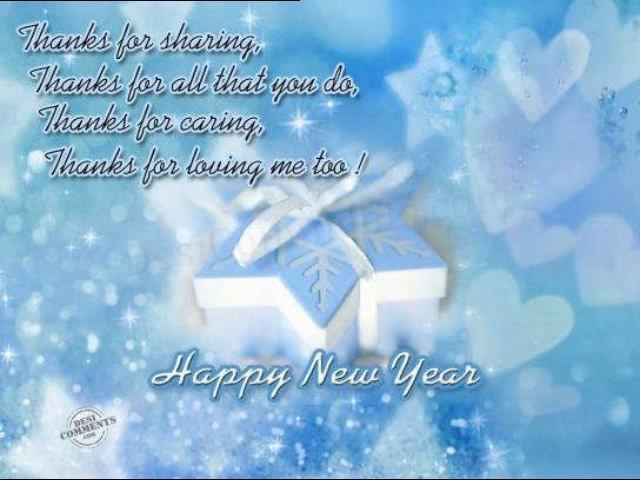 Thanks for sharing,
Thanks for all that you do,
Thanks for caring,
Thanks for loving me too !
Happy New Year
DESI
COMMENTS
.com